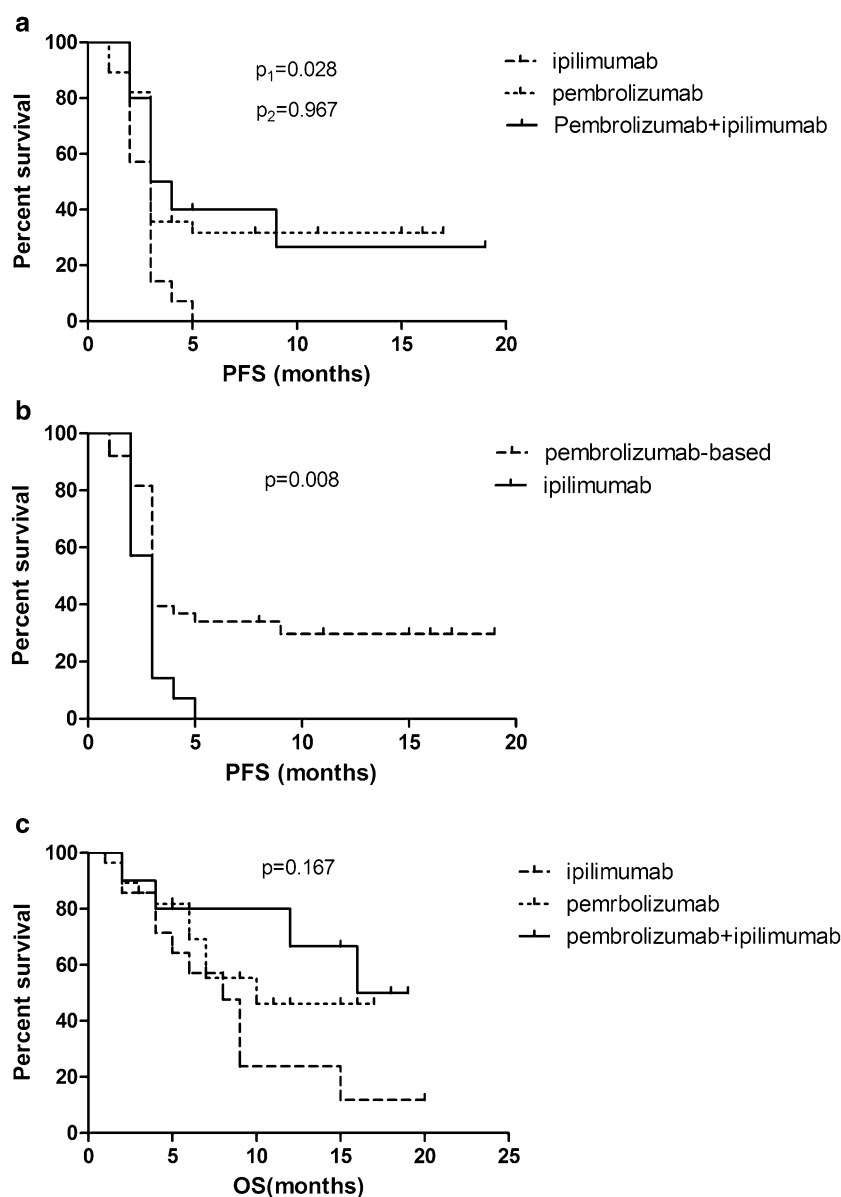 a
100
80
60
40
20
0
Percent survival
p1=0.028
p2=0.967
ipilimumab
pembrolizumab
Pembrolizumab+ipilimumab
0 5 10 15 20
PFS (months)
b
100
80
60
40
20
0
Percent survival
p=0.008
pembrolizumab-based
ipilimumab
0 5 10 15 20
PFS (months)
c
100
80
60
40
20
0
Percent survival
p=0.167
ipilimumab
pemrbolizumab
pembrolizumab+ipilimumab
0 5 10 15 20 25
OS(months)